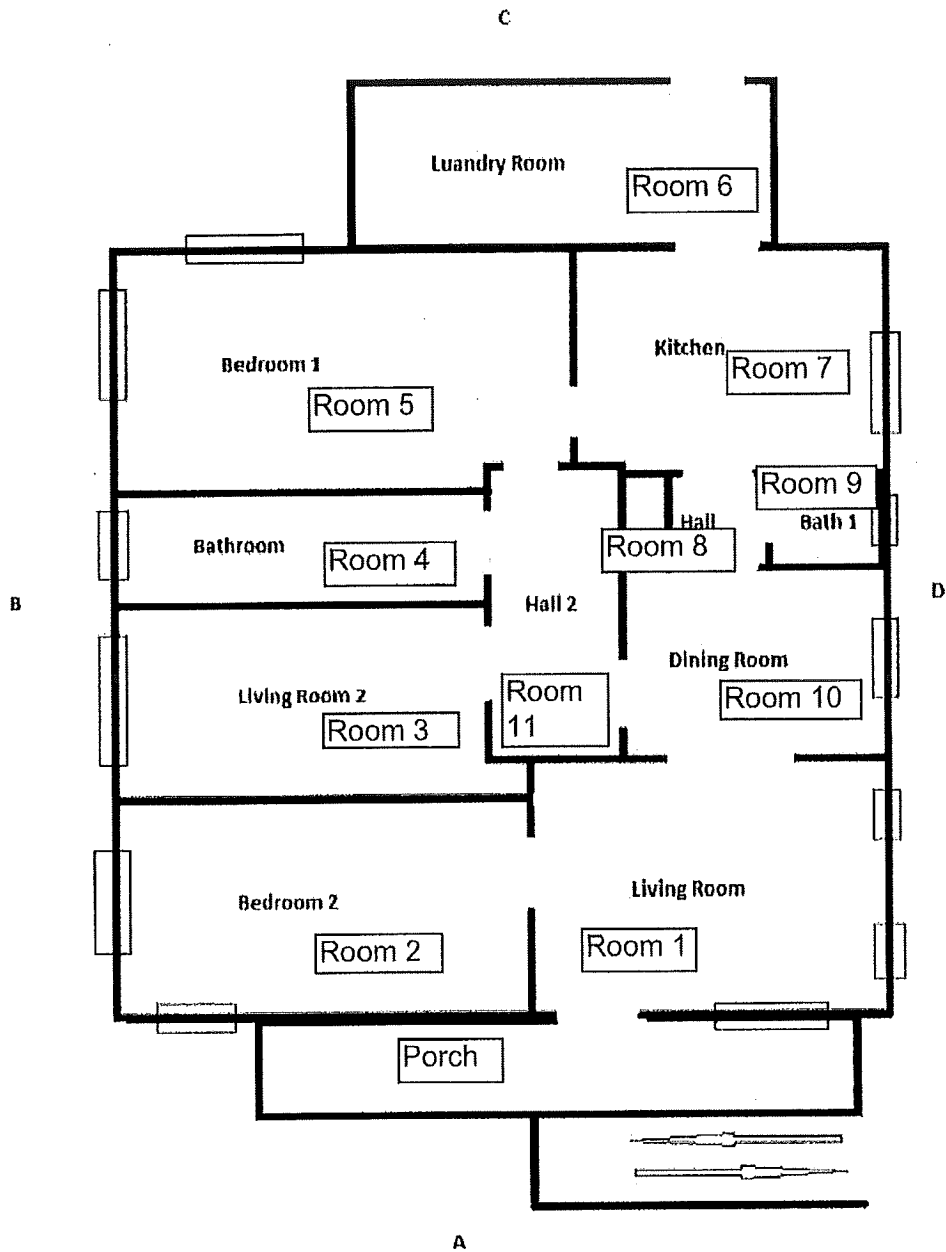 C
Luandry Room
Room 6
Kitchen
Room 7
Bedroom 1
Room 5
Room 9
Hall
Bath 1
Room 8
Bathroom
Room 4
B
Hall 2
D
Dining Room
Room 10
Living Room 2
Room 3
Room
11
Living Room
Room 1
Bedroom 2
Room 2
Porch
A